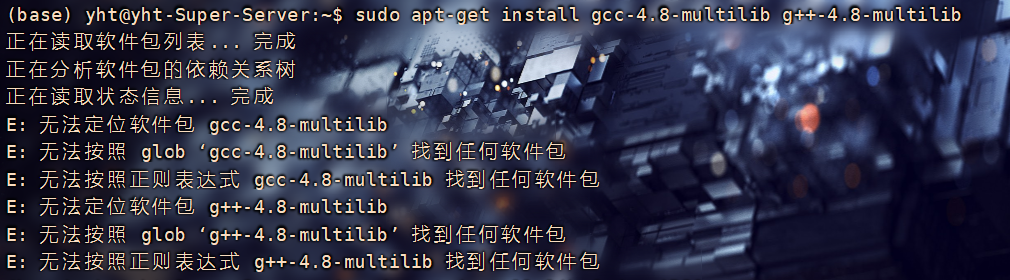 (base) yht@yht-Super-Server:~$ sudo apt-get install gcc-4.8-multilib g++-4.8-multilib
正在读取软件包列表... 完成
正在分析软件包的依赖关系树
正在读取状态信息... 完成
E: 无法定位软件包 gcc-4.8-multilib
E: 无法按照 glob ‘gcc-4.8-multilib’ 找到任何软件包
E: 无法按照正则表达式 gcc-4.8-multilib 找到任何软件包
E: 无法定位软件包 g++-4.8-multilib
E: 无法按照 glob ‘g++-4.8-multilib’ 找到任何软件包
E: 无法按照正则表达式 g++-4.8-multilib 找到任何软件包